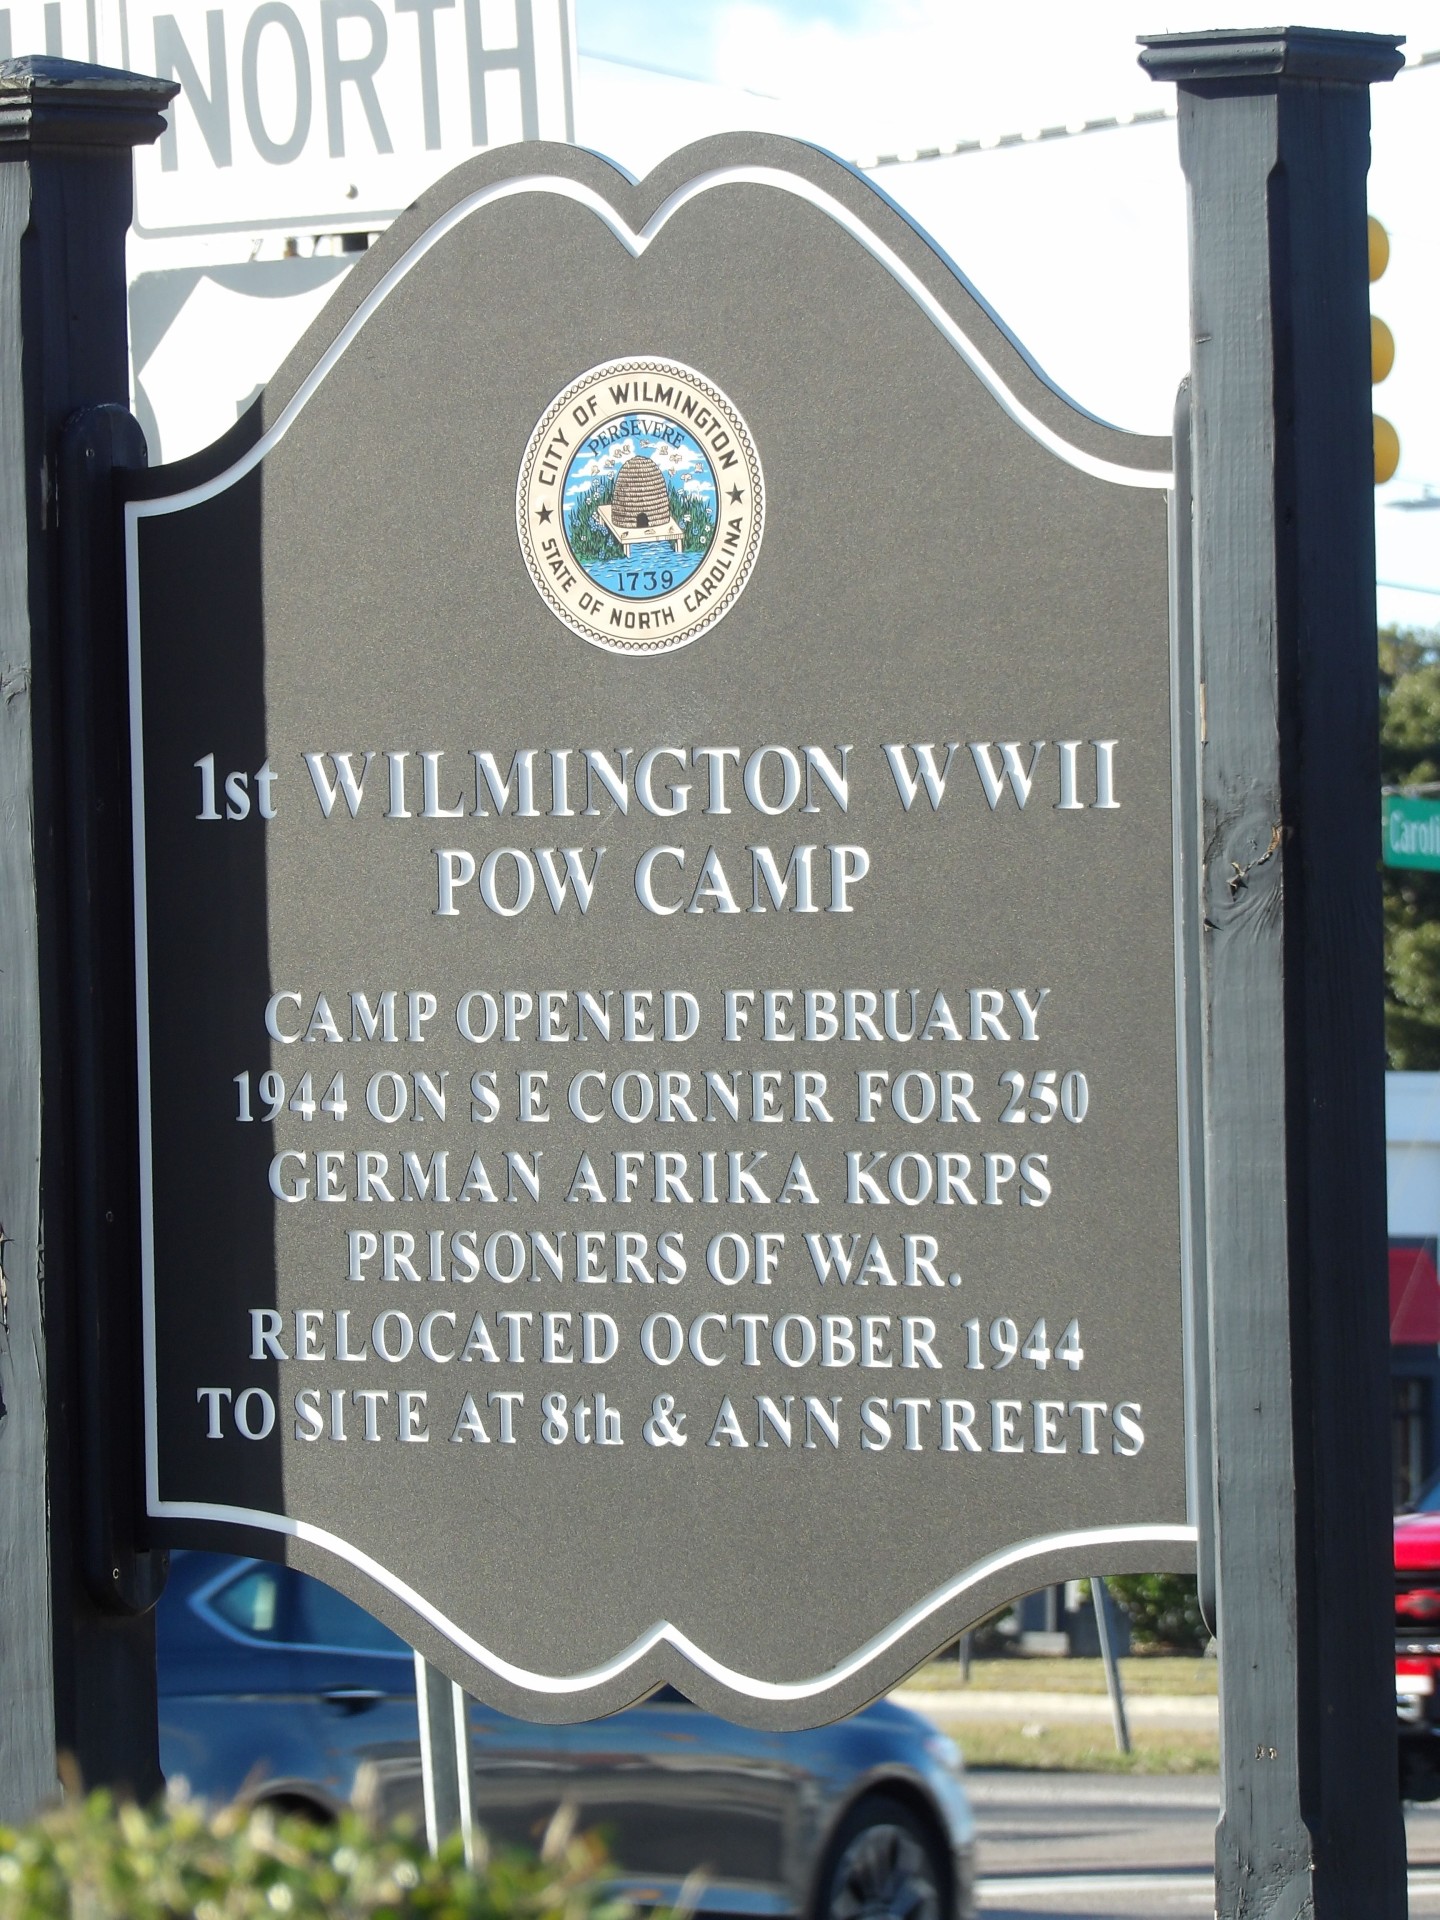 NORTH
CITY OF WILMINGTON
PERSEVERE
1739
STATE OF NORTH CAROLINA
1st WILMINGTON WWII
POW CAMP
CAMP OPENED FEBRUARY
1944 ON S E CORNER FOR 250
GERMAN AFRIKA KORPS
PRISONERS OF WAR.
RELOCATED OCTOBER 1944
TO SITE AT 8th & ANN STREETS
Caroli